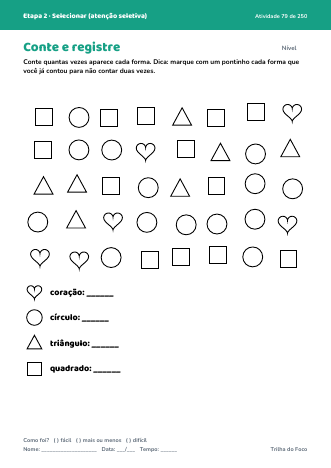 Etapa 2 · Selecionar (atenção seletiva)
Atividade 79 de 250
Conte e registre
Nível
Conte quantas vezes aparece cada forma. Dica: marque com um pontinho cada forma que
você já contou para não contar duas vezes.
coração: ______
círculo: ______
triângulo: ______
quadrado: ______
Como foi? ( ) fácil ( ) mais ou menos ( ) difícil
Nome: ____________________ Data: ___/___ Tempo: ______
Trilha do Foco